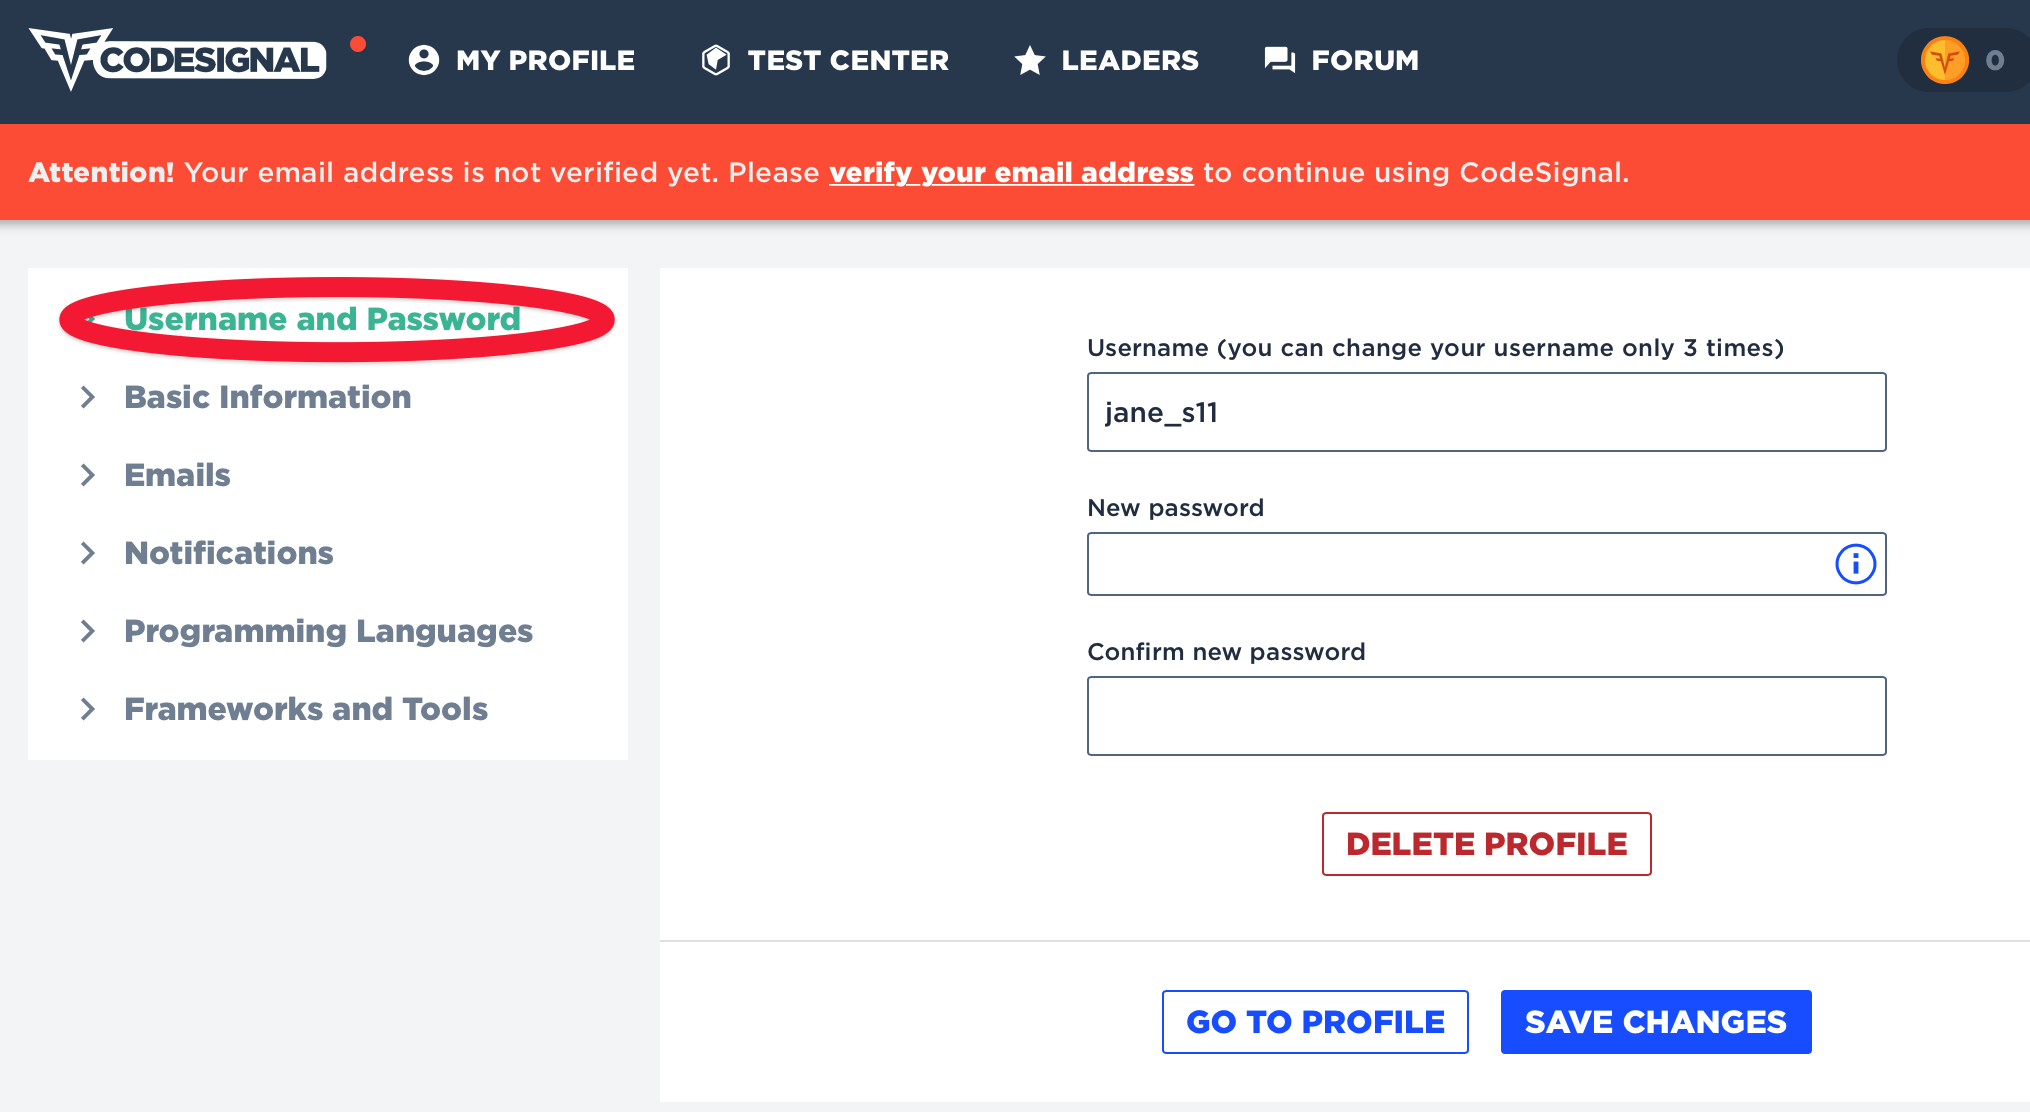 CODESIGNAL
MY PROFILE
TEST CENTER
LEADERS
FORUM
0
Attention! Your email address is not verified yet. Please verify your email address to continue using CodeSignal.
Username and Password
Basic Information
Emails
Notifications
Programming Languages
Frameworks and Tools
Username (you can change your username only 3 times)
jane_s11
New password
Confirm new password
DELETE PROFILE
GO TO PROFILE
SAVE CHANGES